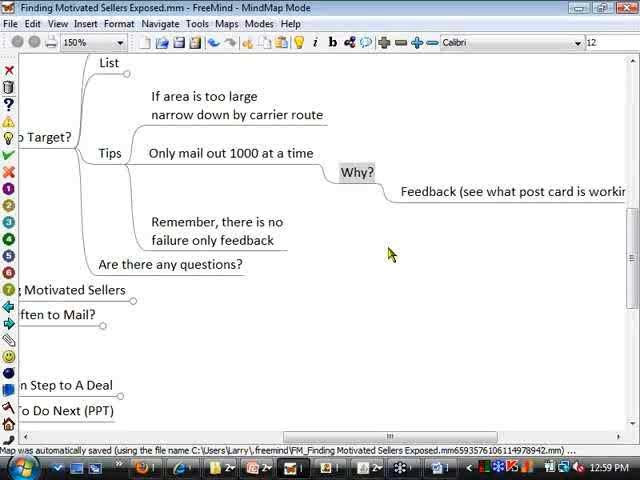 Finding Motivated Sellers Exposed.mm - FreeMind - MindMap Mode
File Edit View Insert Format Navigate Tools Maps Modes Help
150%
Calibri
12
List
If area is too large
narrow down by carrier route
o Target?
Tips
Only mail out 1000 at a time
Why?
Feedback (see what post card is workin
Remember, there is no
failure only feedback
Are there any questions?
g Motivated Sellers
ften to Mail?
n Step to A Deal
To Do Next (PPT)
Map was automatically saved (using the file name C:\Users\Larry\.freemind\FM_Finding Motivated Sellers Exposed.mm6593576106114978942.mm) ...
12:59 PM